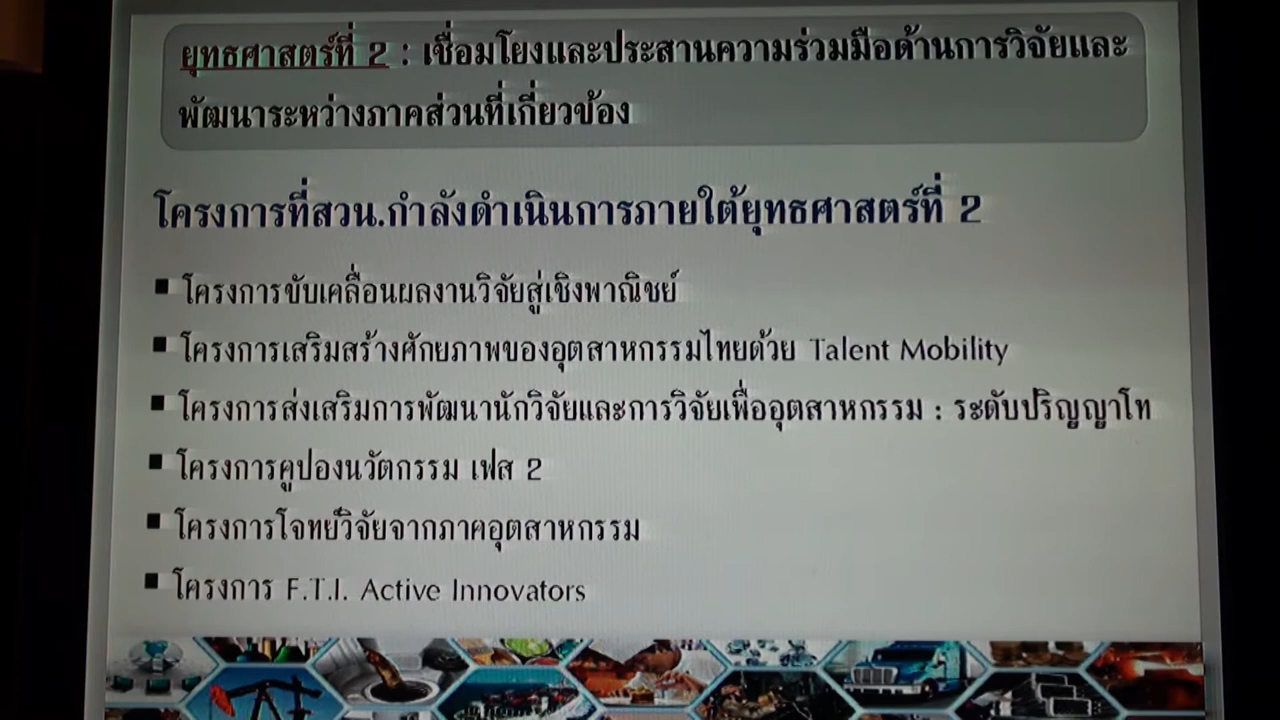 ยุทธศาสตร์ที่ 2 : เชื่อมโยงและประสานความร่วมมือด้านการวิจัยและ
พัฒนาระหว่างภาคส่วนที่เกี่ยวข้อง
โครงการที่สวน.กำลังดำเนินการภายใต้ยุทธศาสตร์ที่ 2
▪ โครงการขับเคลื่อนผลงานวิจัยสู่เชิงพาณิชย์
▪ โครงการเสริมสร้างศักยภาพของอุตสาหกรรมไทยด้วย Talent Mobility
▪ โครงการส่งเสริมการพัฒนานักวิจัยและการวิจัยเพื่ออุตสาหกรรม : ระดับปริญญาโท
▪ โครงการคูปองนวัตกรรม เฟส 2
▪ โครงการโจทย์วิจัยจากภาคอุตสาหกรรม
▪ โครงการ F.T.I. Active Innovators